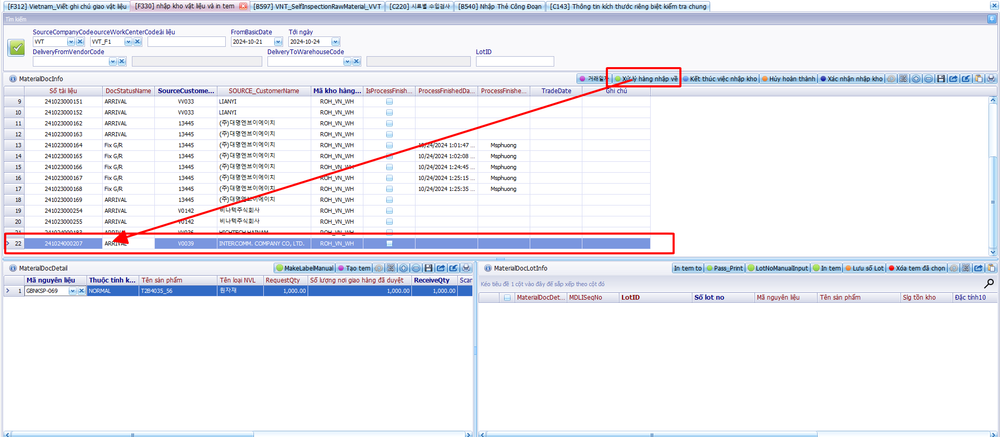 [F312] Vietnam_Viết ghi chú giao vật liệu [F330] nhập kho vật liệu và in tem [B597] VNT_SelfInspectionRawMaterial_VVT [C220] 시료별 수입검사 [B540] Nhập Thẻ Công Đoạn [C143] Thông tin kích thước riêng biệt kiểm tra chung
Tìm kiếm
SourceCompanyCode ourceWorkCenterCode ài liệu FromBasicDate Tới ngày
VVT VVT_F1 2024-10-21 2024-10-24
DeliveryFromVendorCode DeliveryToWarehouseCode LotID
MaterialDocInfo 거래일자 Xử lý hàng nhập về Kết thúc việc nhập kho Hủy hoàn thành Xác nhận nhập kho
Số tài liệu DocStatusName SourceCustome... SOURCE_CustomerName Mã kho hàng... IsProcessFinish... ProcessFinishedDa... ProcessFinishe... TradeDate Ghi chú
9 241023000151 ARRIVAL VV033 LIANYI ROH_VN_WH
10 241023000152 ARRIVAL VV033 LIANYI ROH_VN_WH
11 241023000162 ARRIVAL 13445 (주)대명엔브이에이치 ROH_VN_WH
12 241023000163 ARRIVAL 13445 (주)대명엔브이에이치 ROH_VN_WH
13 241023000164 Fix G/R 13445 (주)대명엔브이에이치 ROH_VN_WH 10/24/2024 1:01:47 ... Msphuong
14 241023000165 Fix G/R 13445 (주)대명엔브이에이치 ROH_VN_WH 10/24/2024 1:02:08 ... Msphuong
15 241023000166 Fix G/R 13445 (주)대명엔브이에이치 ROH_VN_WH 10/24/2024 1:24:45 ... Msphuong
16 241023000167 Fix G/R 13445 (주)대명엔브이에이치 ROH_VN_WH 10/24/2024 1:25:15 ... Msphuong
17 241023000168 Fix G/R 13445 (주)대명엔브이에이치 ROH_VN_WH 10/24/2024 1:25:35 ... Msphuong
18 241023000169 ARRIVAL 13445 (주)대명엔브이에이치 ROH_VN_WH
19 241023000254 ARRIVAL V0142 비나텍주식회사 ROH_VN_WH
20 241023000255 ARRIVAL V0142 비나텍주식회사 ROH_VN_WH
21 241024000183 ARRIVAL VV036 HICHTECH HAINAM ROH_VN_WH
22 241024000207 ARRIVAL V0039 INTERCOMM. COMPANY CO, LTD. ROH_VN_WH
MaterialDocDetail MakeLabelManual Tạo tem
Mã nguyên liệu Thuộc tính k... Tên sản phẩm Tên loại NVL RequestQty Số lượng nơi giao hàng đã duyệt ReceiveQty Scar
1 GBNKSP-069 NORMAL T2B4035_56 원자재 1,000.00 1,000.00 1,000.00
MaterialDocLotInfo In tem to Pass_Print LotNoManualInput In tem Lưu số Lot Xóa tem đã chọn
Kéo tiêu đề 1 cột vào đây để sắp xếp theo cột đó
MaterialDocDet... MDLISeqNo LotID Số lot no Mã nguyên liệu Tên sản phẩm Slg tồn kho Đặc tính10